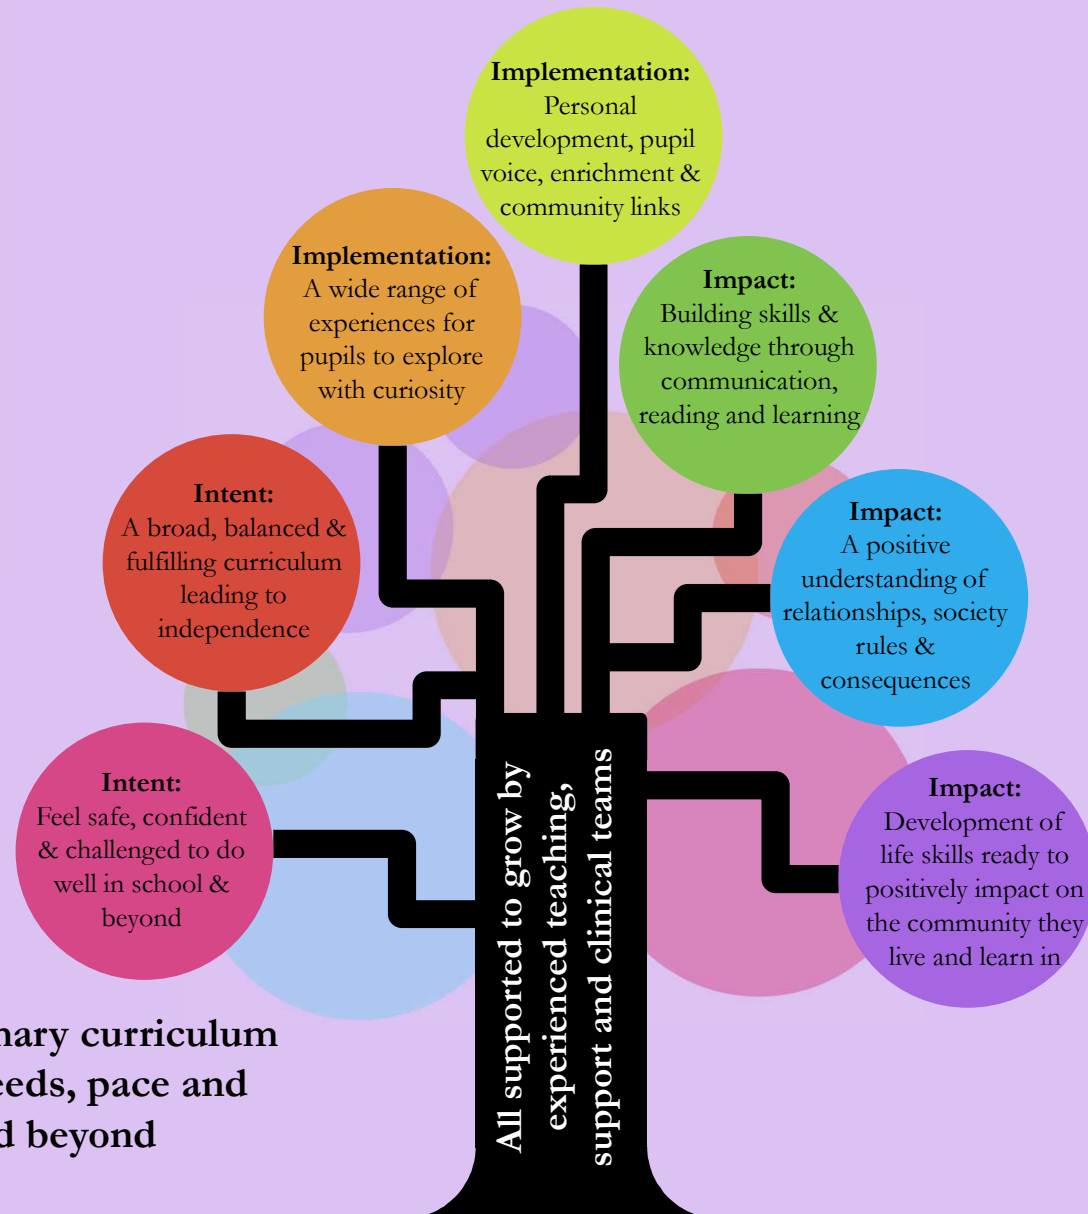 Implementation:
Personal
development, pupil
voice, enrichment &
community links
Implementation:
A wide range of
experiences for
pupils to explore
with curiosity
Impact:
Building skills &
knowledge through
communication,
reading and learning
Intent:
A broad, balanced &
fulfilling curriculum
leading to
independence
Impact:
A positive
understanding of
relationships, society
rules &
consequences
Intent:
Feel safe, confident
& challenged to do
well in school &
beyond
Impact:
Development of
life skills ready to
positively impact on
the community they
live and learn in
All supported to grow by
experienced teaching,
support and clinical teams
curriculum
pace and
beyond